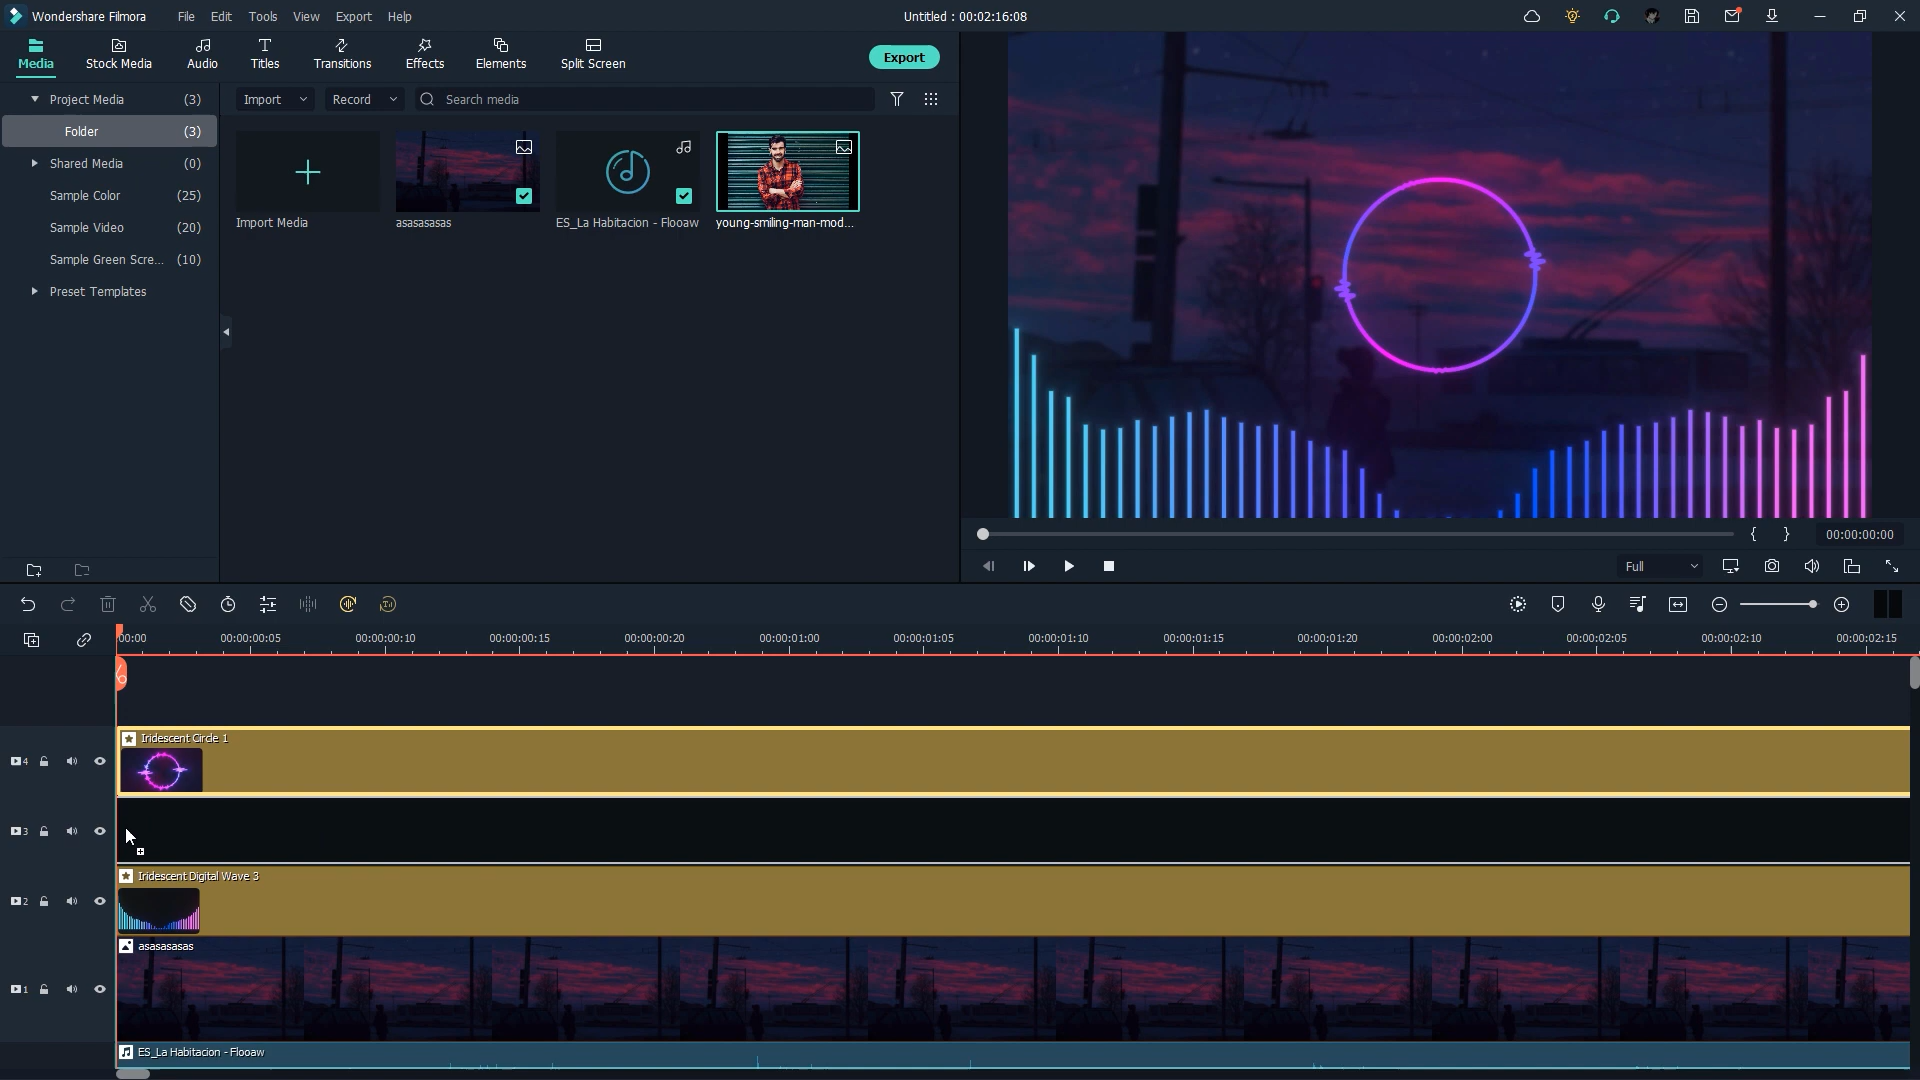 Wondershare Filmora File Edit Tools View Export Help Untitled : 00:02:16:08
Media Stock Media Audio Titles Transitions Effects Elements Split Screen Export
Project Media (3)
Folder (3)
Shared Media (0)
Sample Color (25)
Sample Video (20)
Sample Green Scre... (10)
Preset Templates
Import Record Search media
Import Media asasasasas ES_La Habitacion - Flooaw young-smiling-man-mod...
{ } 00:00:00:00
Full
00:00 00:00:00:05 00:00:00:10 00:00:00:15 00:00:00:20 00:00:01:00 00:00:01:05 00:00:01:10 00:00:01:15 00:00:01:20 00:00:02:00 00:00:02:05 00:00:02:10 00:00:02:15
Iridescent Circle 1
4
3
Iridescent Digital Wave 3
2
asasasasas
1
ES_La Habitacion - Flooaw